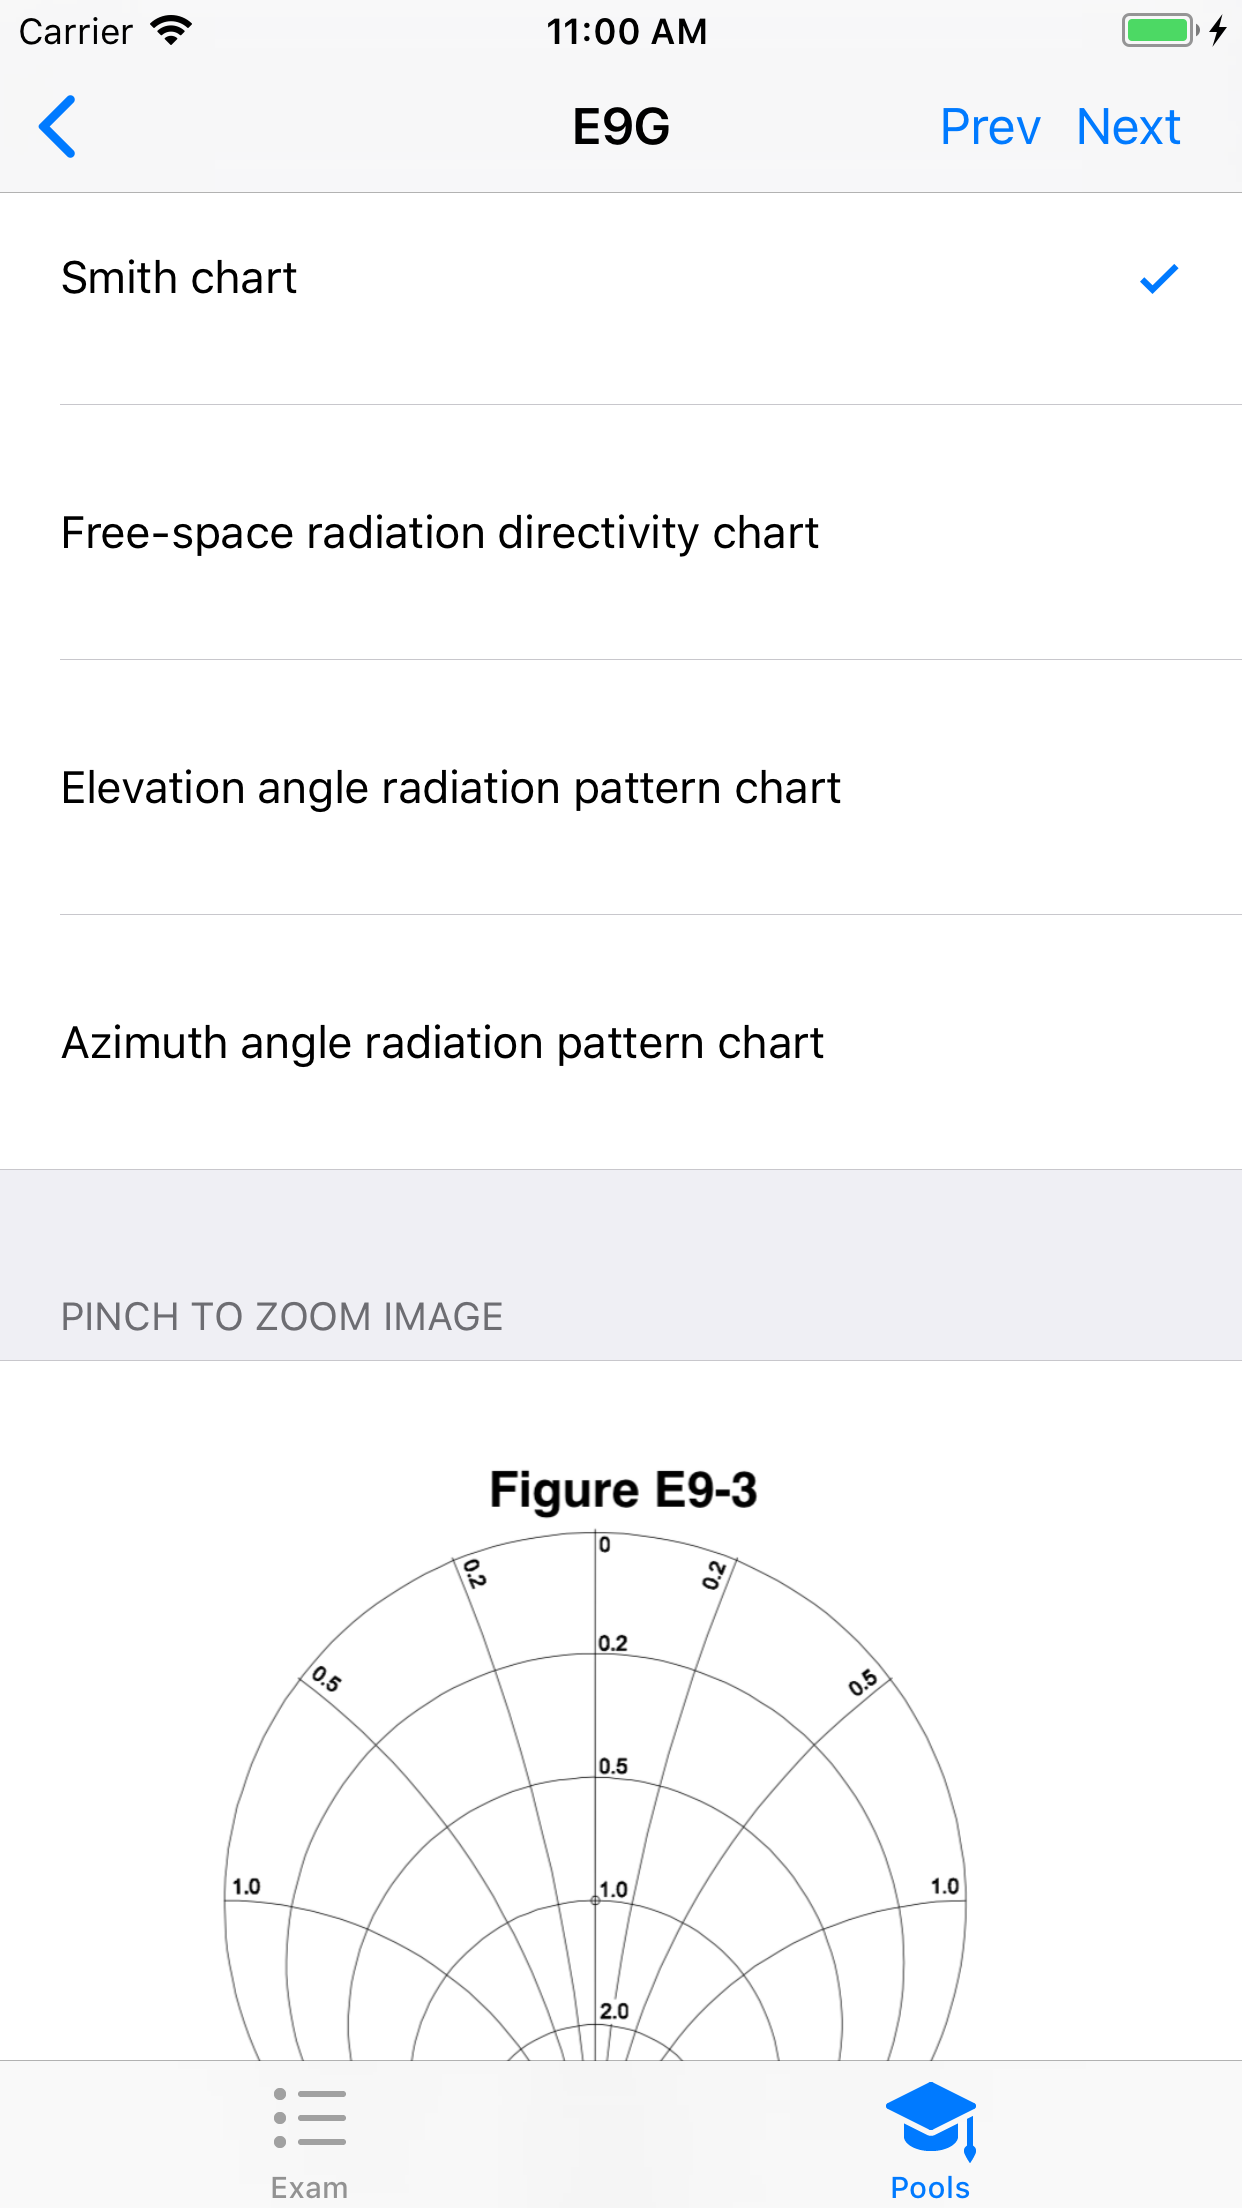 Carrier 11:00 AM
E9G Prev Next
Smith chart
Free-space radiation directivity chart
Elevation angle radiation pattern chart
Azimuth angle radiation pattern chart
PINCH TO ZOOM IMAGE
Figure E9-3
0
0.2 0.2
0.2
0.5 0.5
0.5
1.0 1.0 1.0
2.0
Exam Pools